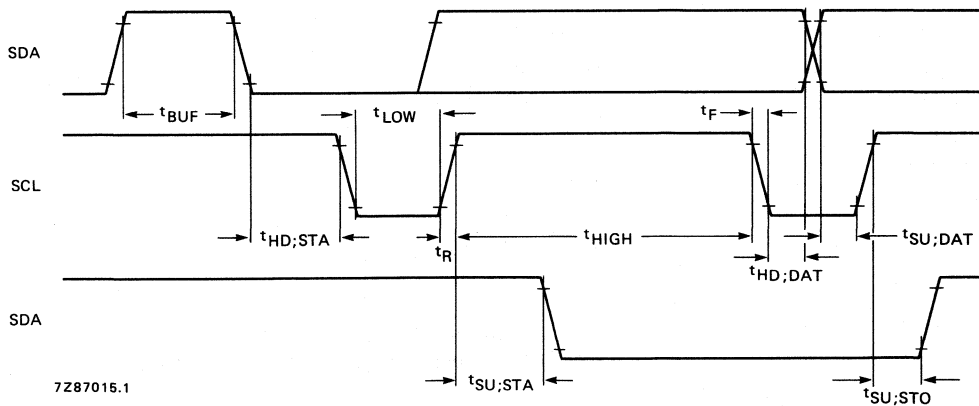 SDA
tBUF
tLOW
tF
SCL
tHD;STA
tR
tHIGH
tSU;DAT
tHD;DAT
SDA
7Z87015.1
tSU;STA
tSU;STO